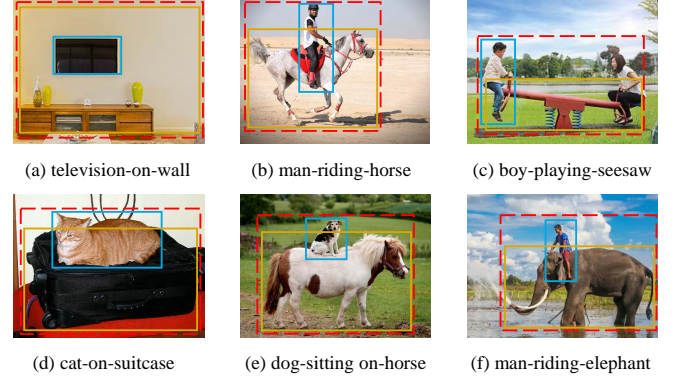 (a) television-on-wall
(b) man-riding-horse
(c) boy-playing-seesaw
(d) cat-on-suitcase
(e) dog-sitting on-horse
(f) man-riding-elephant